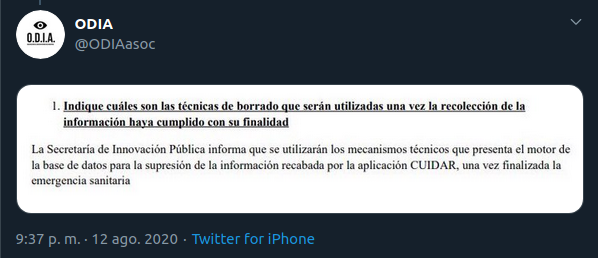 O.D.I.A.
ODIA
@ODIAasoc
1. Indique cuáles son las técnicas de borrado que serán utilizadas una vez la recolección de la
información haya cumplido con su finalidad
La Secretaría de Innovación Pública informa que se utilizarán los mecanismos técnicos que presenta el motor de
la base de datos para la supresión de la información recabada por la aplicación CUIDAR, una vez finalizada la
emergencia sanitaria
9:37 p. m. · 12 ago. 2020 · Twitter for iPhone